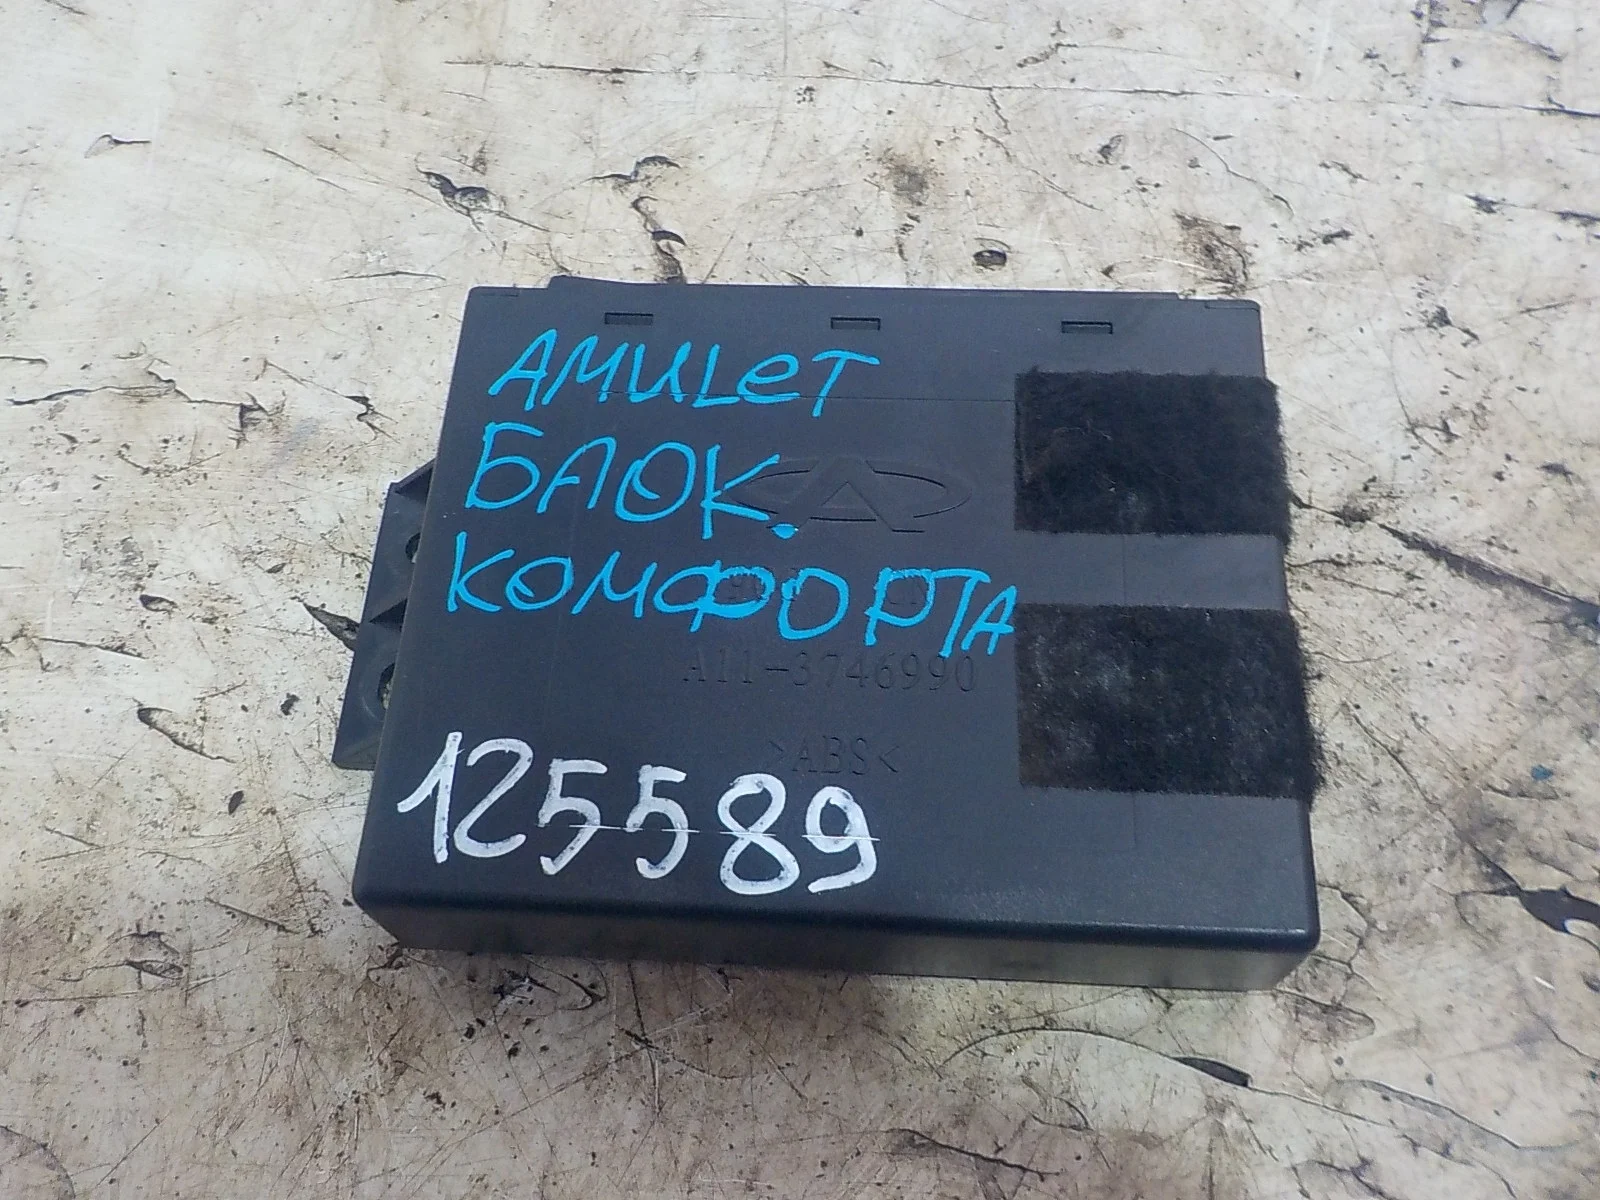 AMULET
БЛОК.
КОМФОРТА
A11-3746990
>ABS<
125589